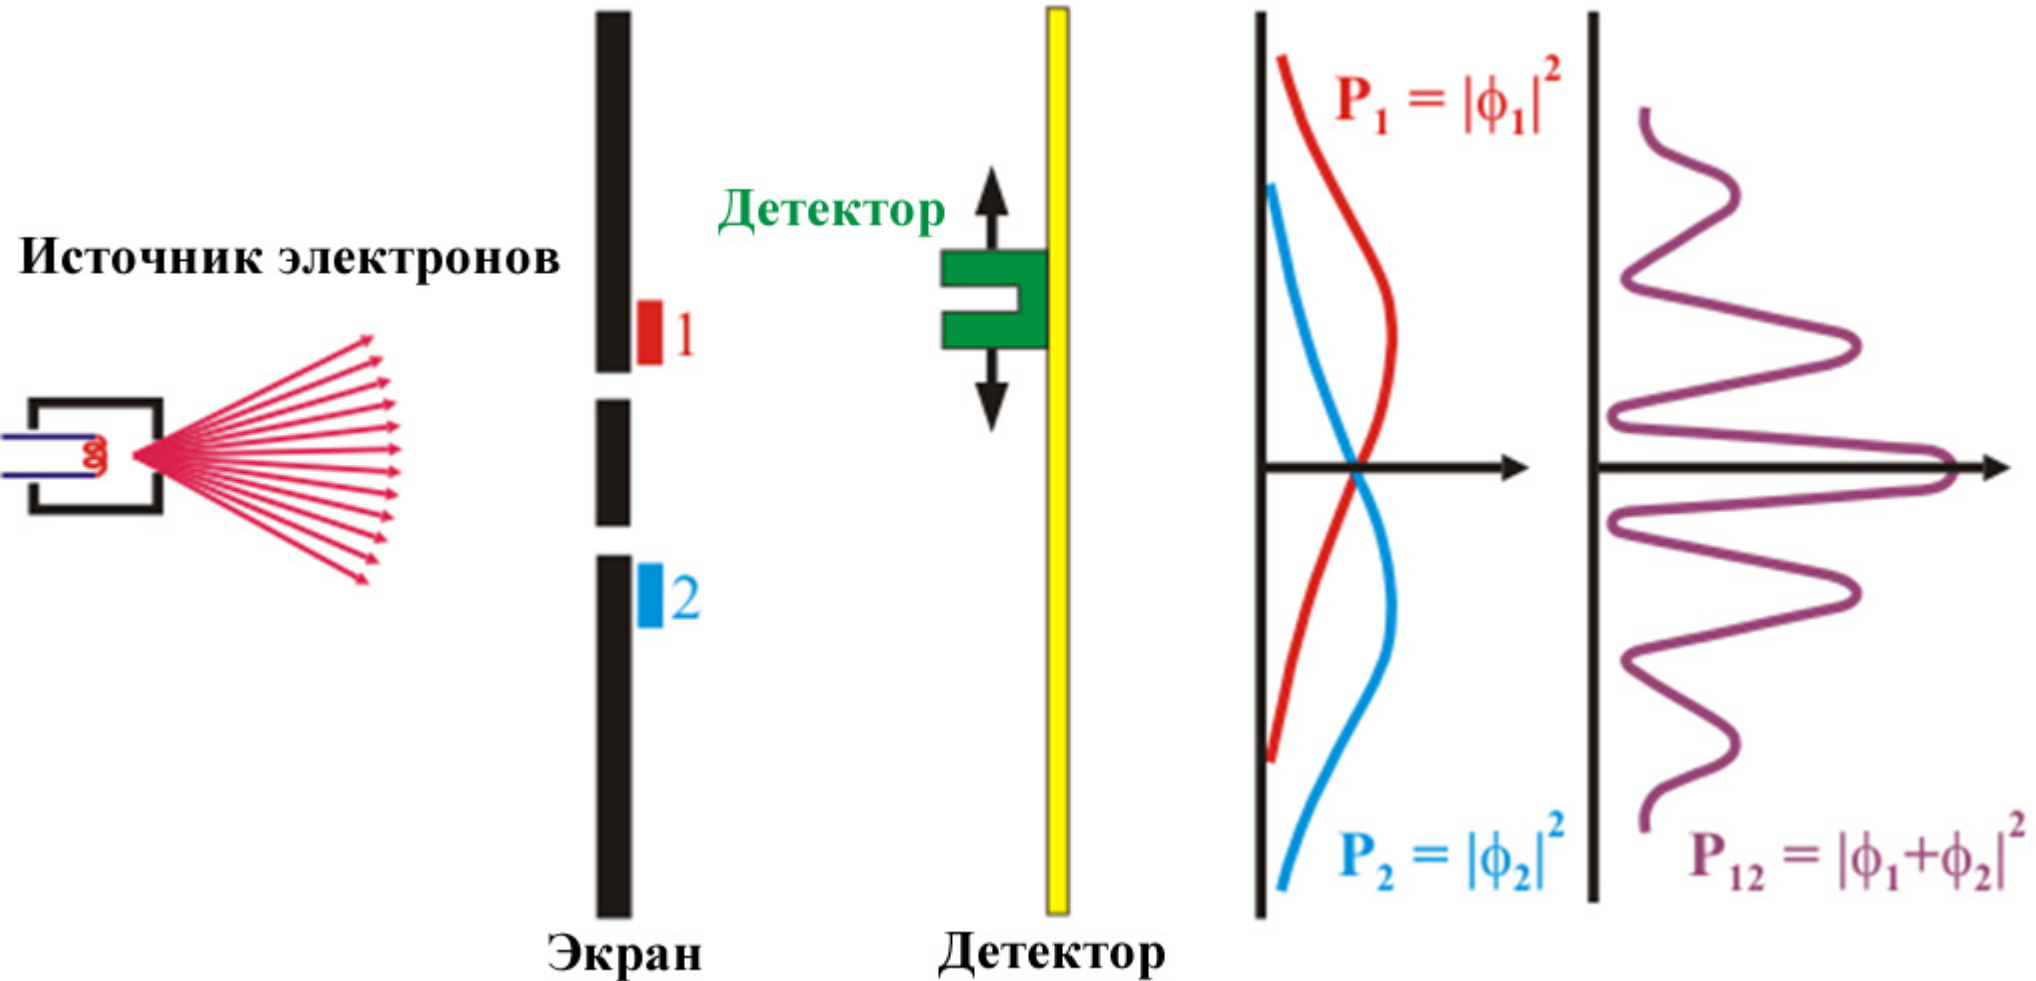 Источник электронов
1
2
Детектор
Экран
Детектор
P₁ = |ϕ₁|²
P₂ = |ϕ₂|²
P₁₂ = |ϕ₁+ϕ₂|²